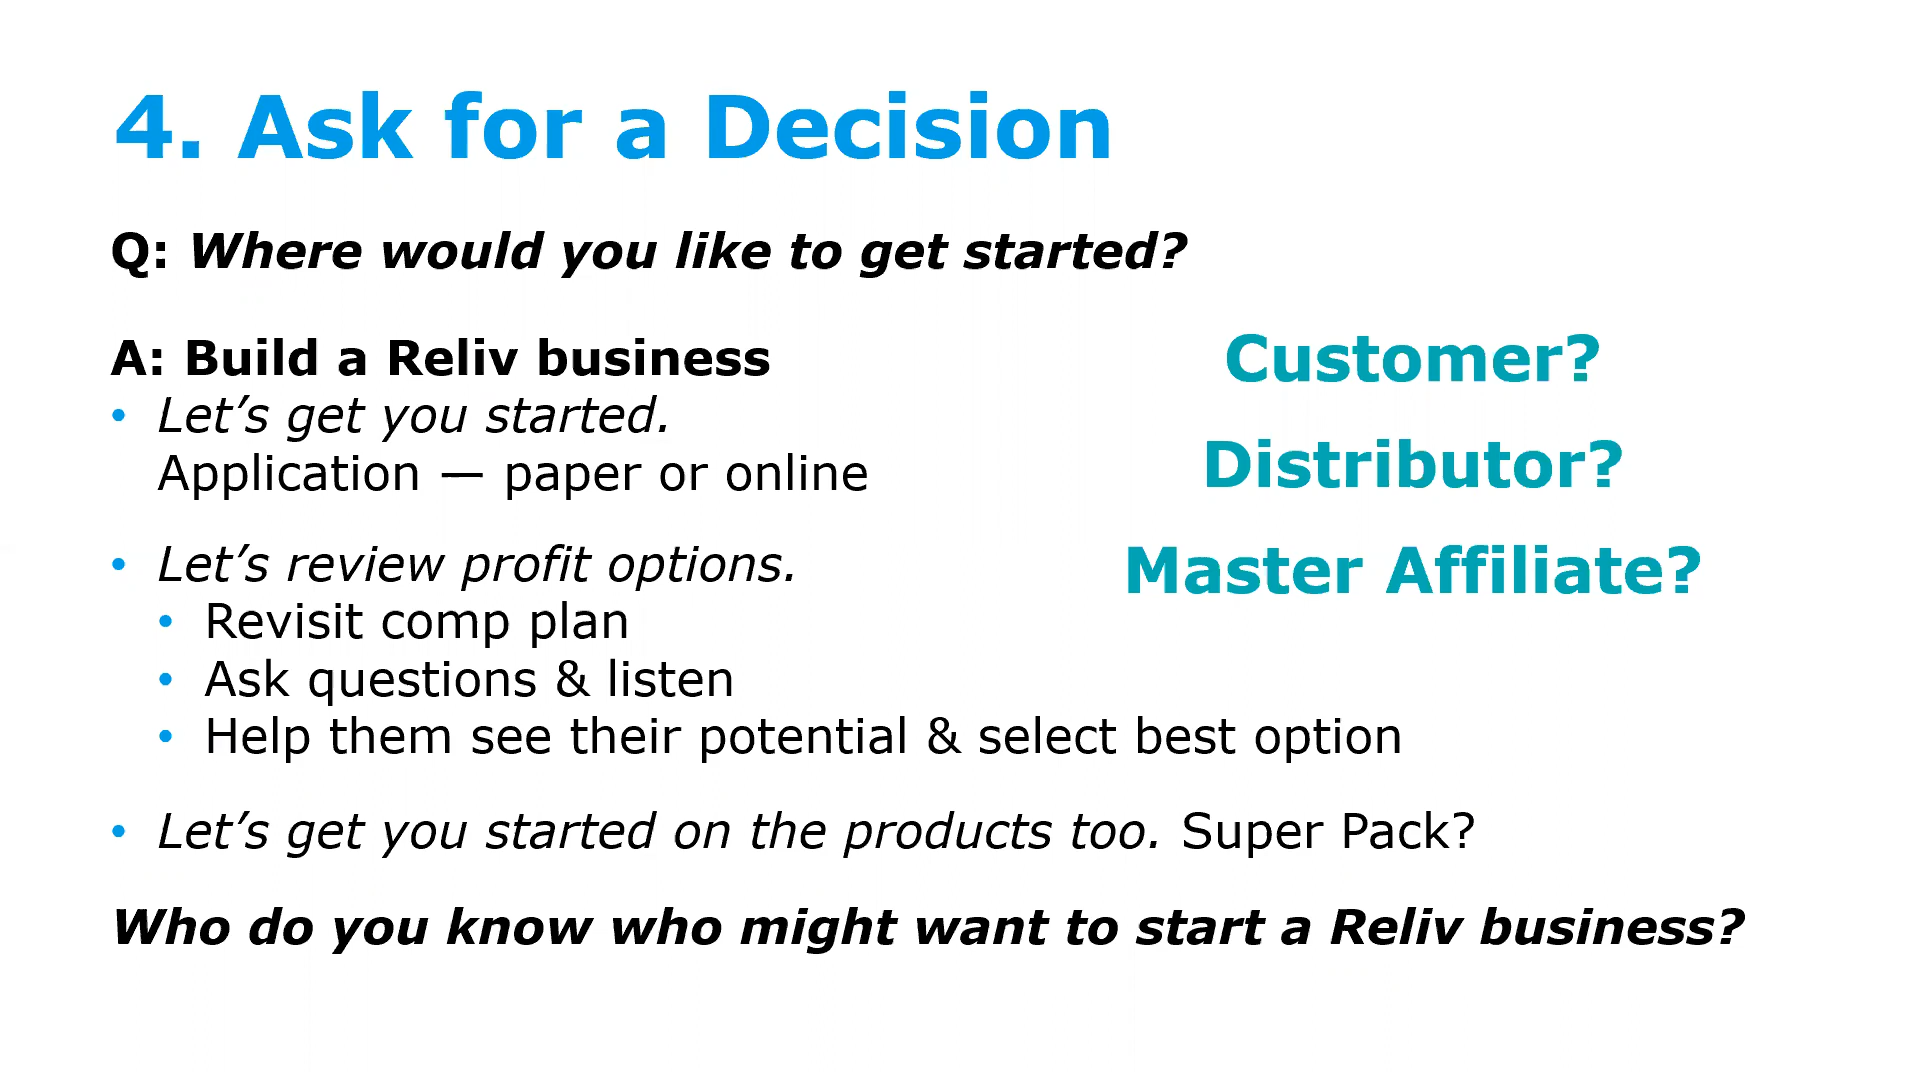 4. Ask for a Decision
Q: Where would you like to get started?
A: Build a Reliv business
• Let’s get you started.
Application — paper or online
• Let’s review profit options.
• Revisit comp plan
• Ask questions & listen
• Help them see their potential & select best option
• Let’s get you started on the products too. Super Pack?
Who do you know who might want to start a Reliv business?
Customer?
Distributor?
Master Affiliate?